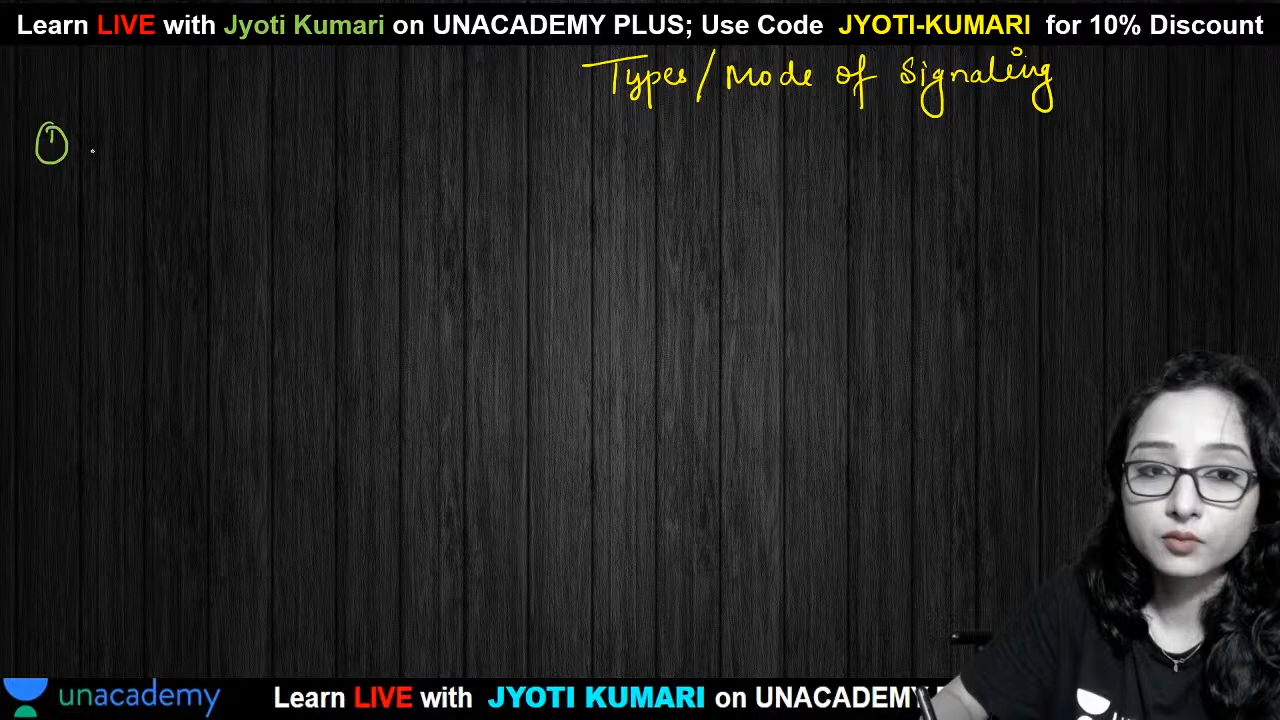 Learn LIVE with Jyoti Kumari on UNACADEMY PLUS; Use Code JYOTI-KUMARI for 10% Discount
Types/Mode of Signaling
1
unacademy
Learn LIVE with JYOTI KUMARI on UNACADEMY